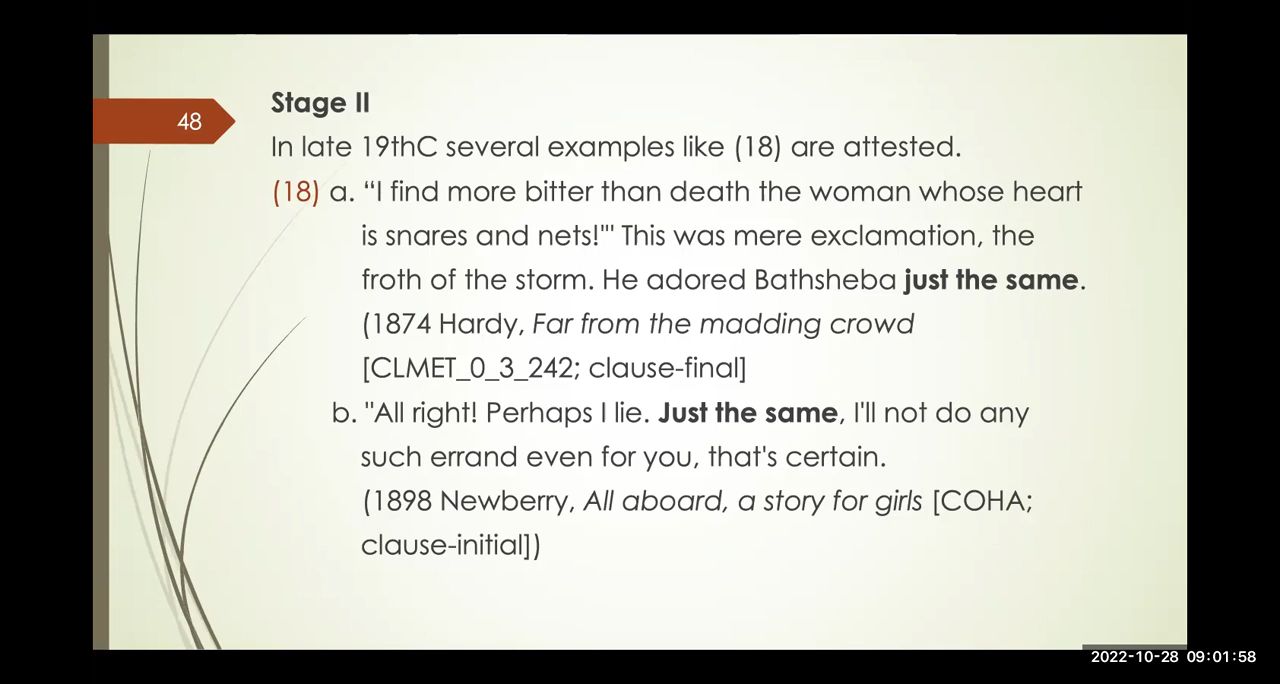 48
Stage II
In late 19thC several examples like (18) are attested.
(18) a. “I find more bitter than death the woman whose heart
is snares and nets!'" This was mere exclamation, the
froth of the storm. He adored Bathsheba just the same.
(1874 Hardy, Far from the madding crowd
[CLMET_0_3_242; clause-final]
b. "All right! Perhaps I lie. Just the same, I'll not do any
such errand even for you, that's certain.
(1898 Newberry, All aboard, a story for girls [COHA;
clause-initial])
2022-10-28 09:01:58